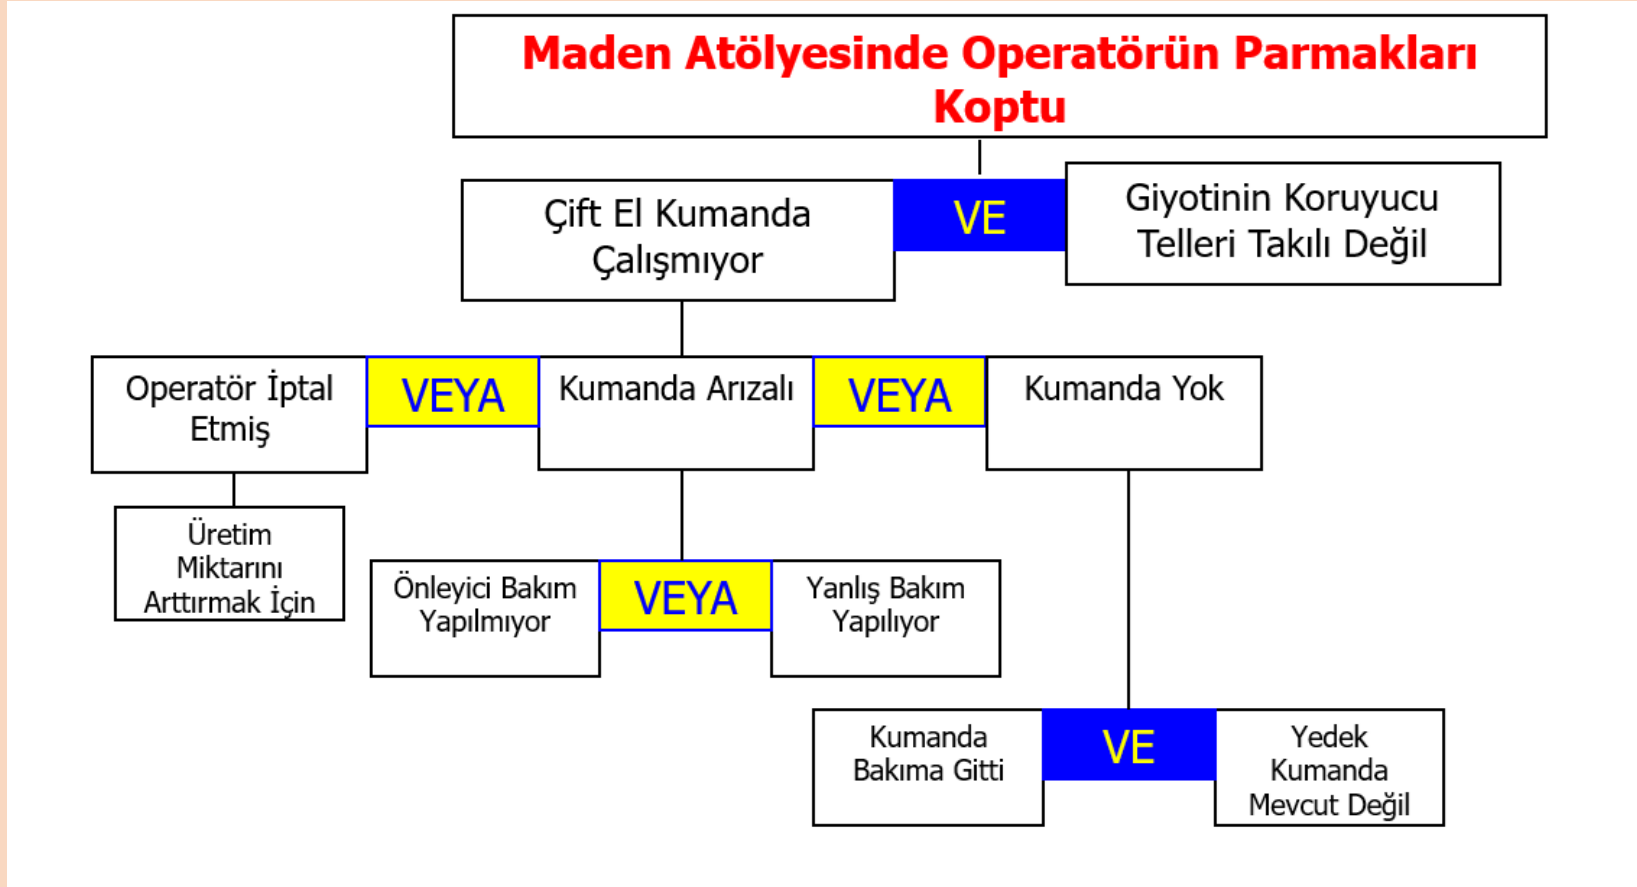 Maden Atölyesinde Operatörün Parmakları
Koptu
Çift El Kumanda
Çalışmıyor
VE
Giyotinin Koruyucu
Telleri Takılı Değil
Operatör İptal
Etmiş
VEYA
Kumanda Arızalı
VEYA
Kumanda Yok
Üretim
Miktarını
Arttırmak İçin
Önleyici Bakım
Yapılmıyor
VEYA
Yanlış Bakım
Yapılıyor
Kumanda
Bakıma Gitti
VE
Yedek
Kumanda
Mevcut Değil